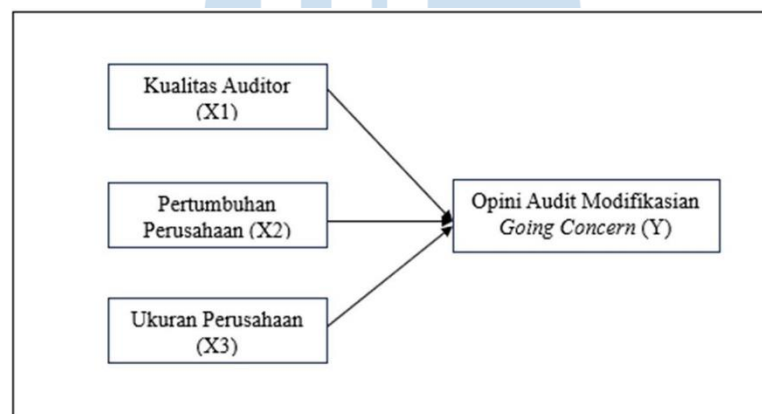 Kualitas Auditor
(X1)
Pertumbuhan
Perusahaan (X2)
Ukuran Perusahaan
(X3)
Opini Audit Modifikasian
Going Concern (Y)